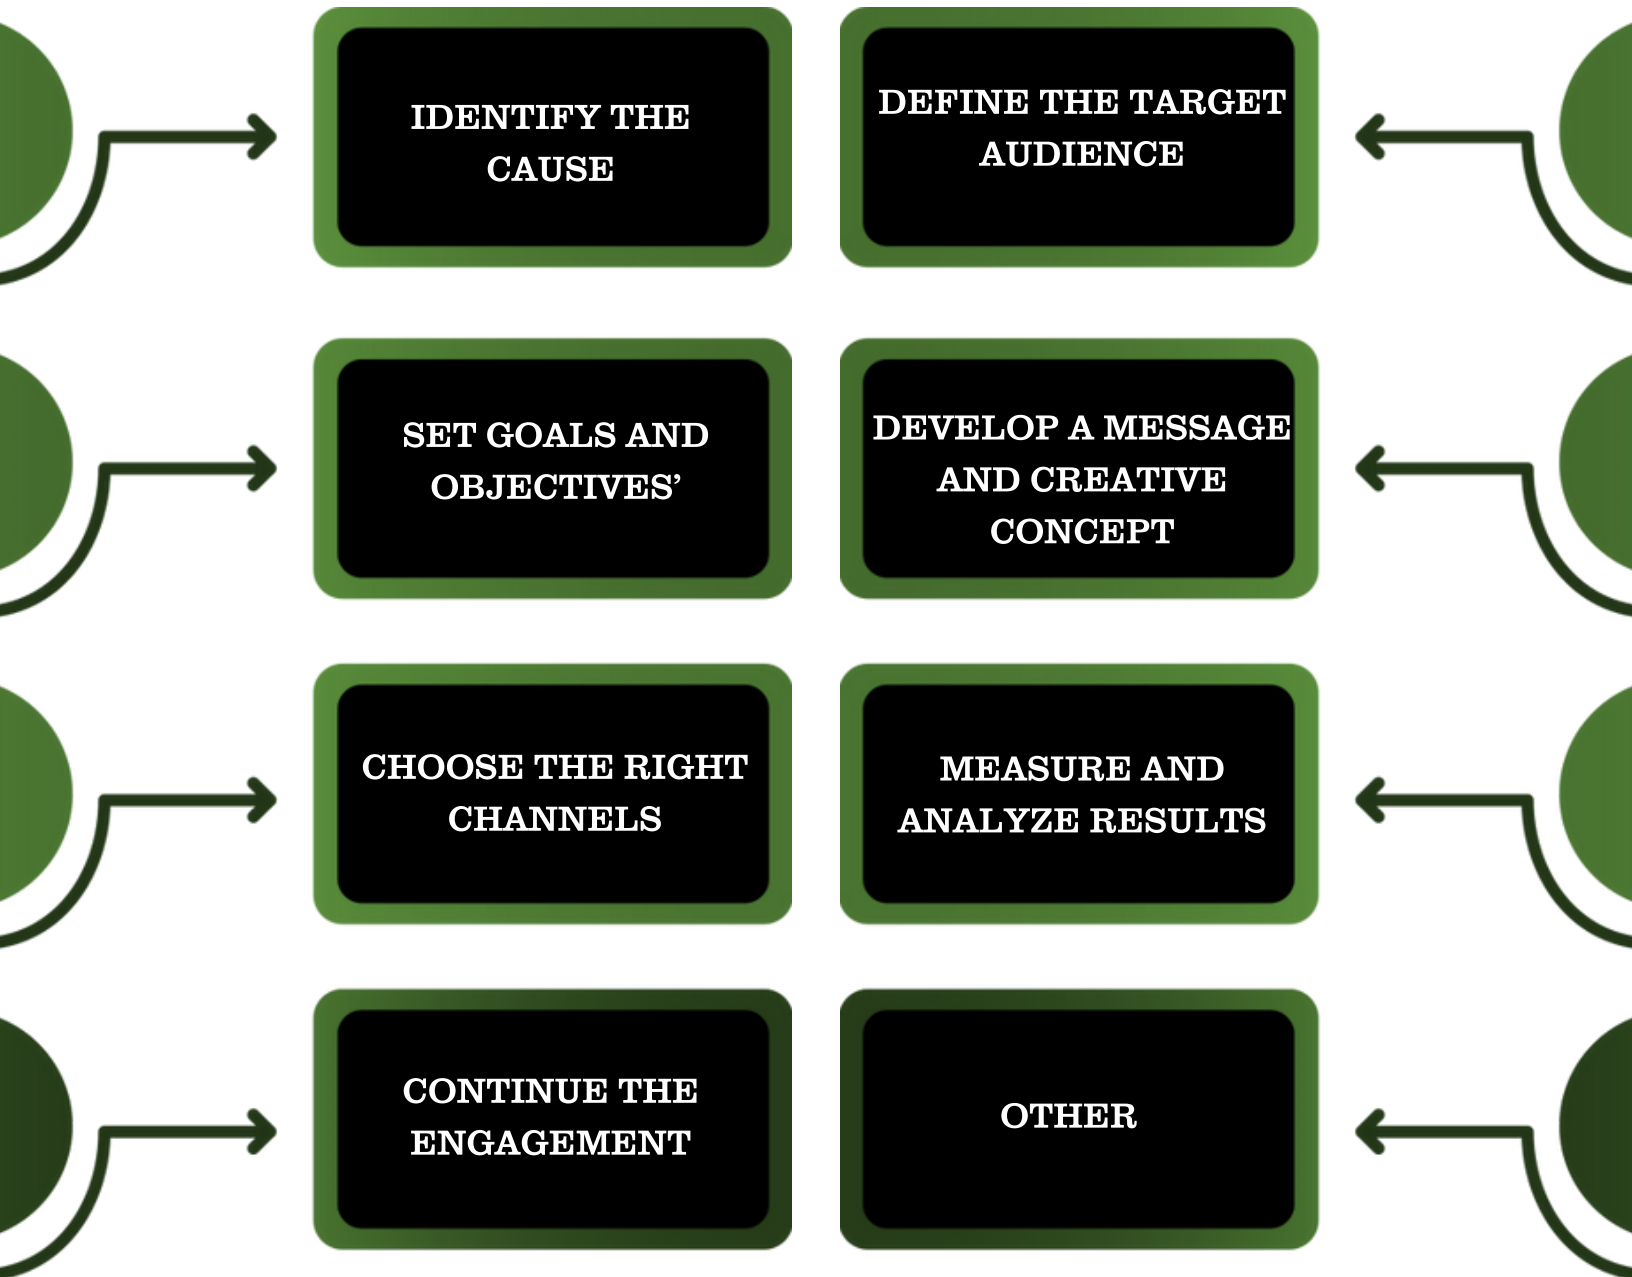 IDENTIFY THE
CAUSE
DEFINE THE TARGET
AUDIENCE
SET GOALS AND
OBJECTIVES’
DEVELOP A MESSAGE
AND CREATIVE
CONCEPT
CHOOSE THE RIGHT
CHANNELS
MEASURE AND
ANALYZE RESULTS
CONTINUE THE
ENGAGEMENT
OTHER